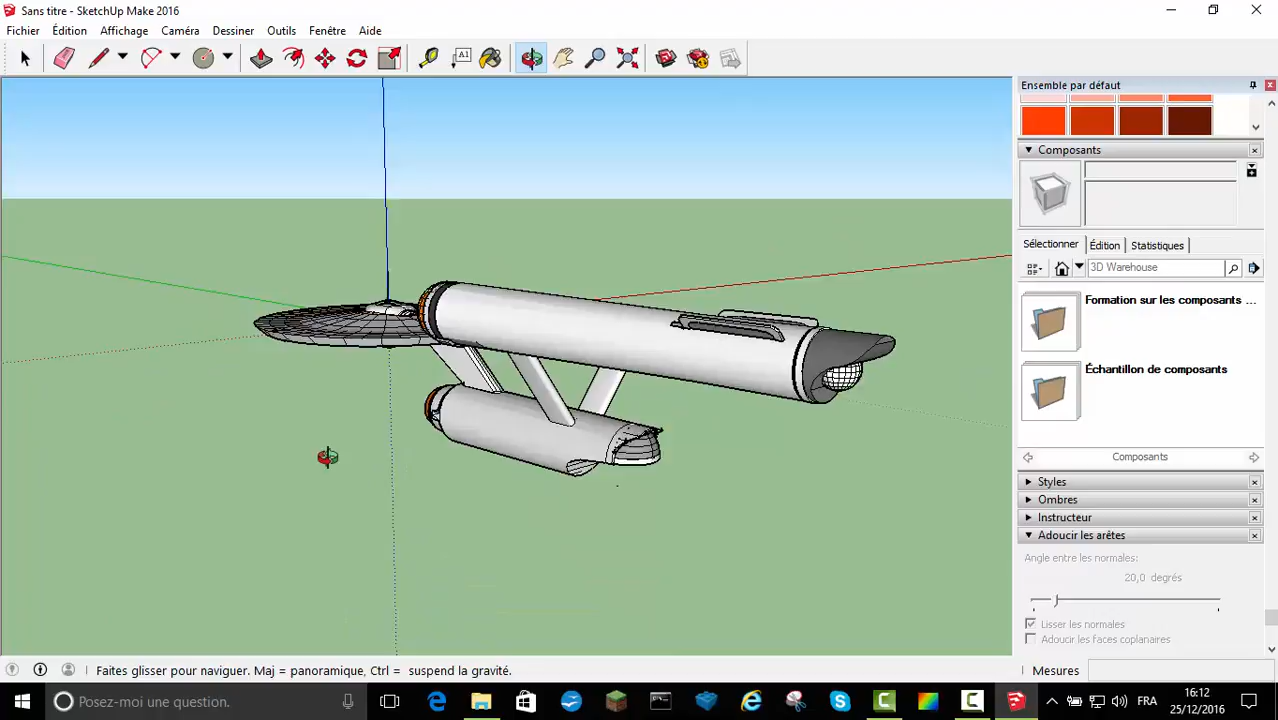 Sans titre - SketchUp Make 2016
Fichier Édition Affichage Caméra Dessiner Outils Fenêtre Aide
A1
Ensemble par défaut
Composants
Sélectionner Édition Statistiques
3D Warehouse
Formation sur les composants ...
Échantillon de composants
Composants
Styles
Ombres
Instructeur
Adoucir les arêtes
Angle entre les normales:
20,0 degrés
Lisser les normales
Adoucir les faces coplanaires
Faites glisser pour naviguer. Maj = panoramique, Ctrl = suspend la gravité.
Mesures
Posez-moi une question.
FRA
16:12
25/12/2016